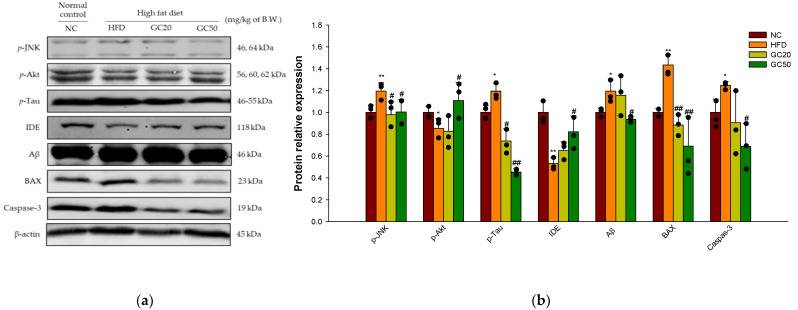 Normal
control
High fat diet
(mg/kg of B.W.)
NC
HFD
GC20
GC50
p-JNK
46, 64 kDa
p-Akt
56, 60, 62 kDa
p-Tau
46-55 kDa
IDE
118 kDa
Aβ
46 kDa
BAX
23 kDa
Caspase-3
19 kDa
β-actin
45 kDa
(a)
Protein relative expression
1.8
1.6
1.4
1.2
1.0
0.8
0.6
0.4
0.2
0.0
NC
HFD
GC20
GC50
** # #
* #
* # ##
** #
* #
** ## ##
* #
p-JNK
p-Akt
p-Tau
IDE
Aβ
BAX
Caspas-3
(b)